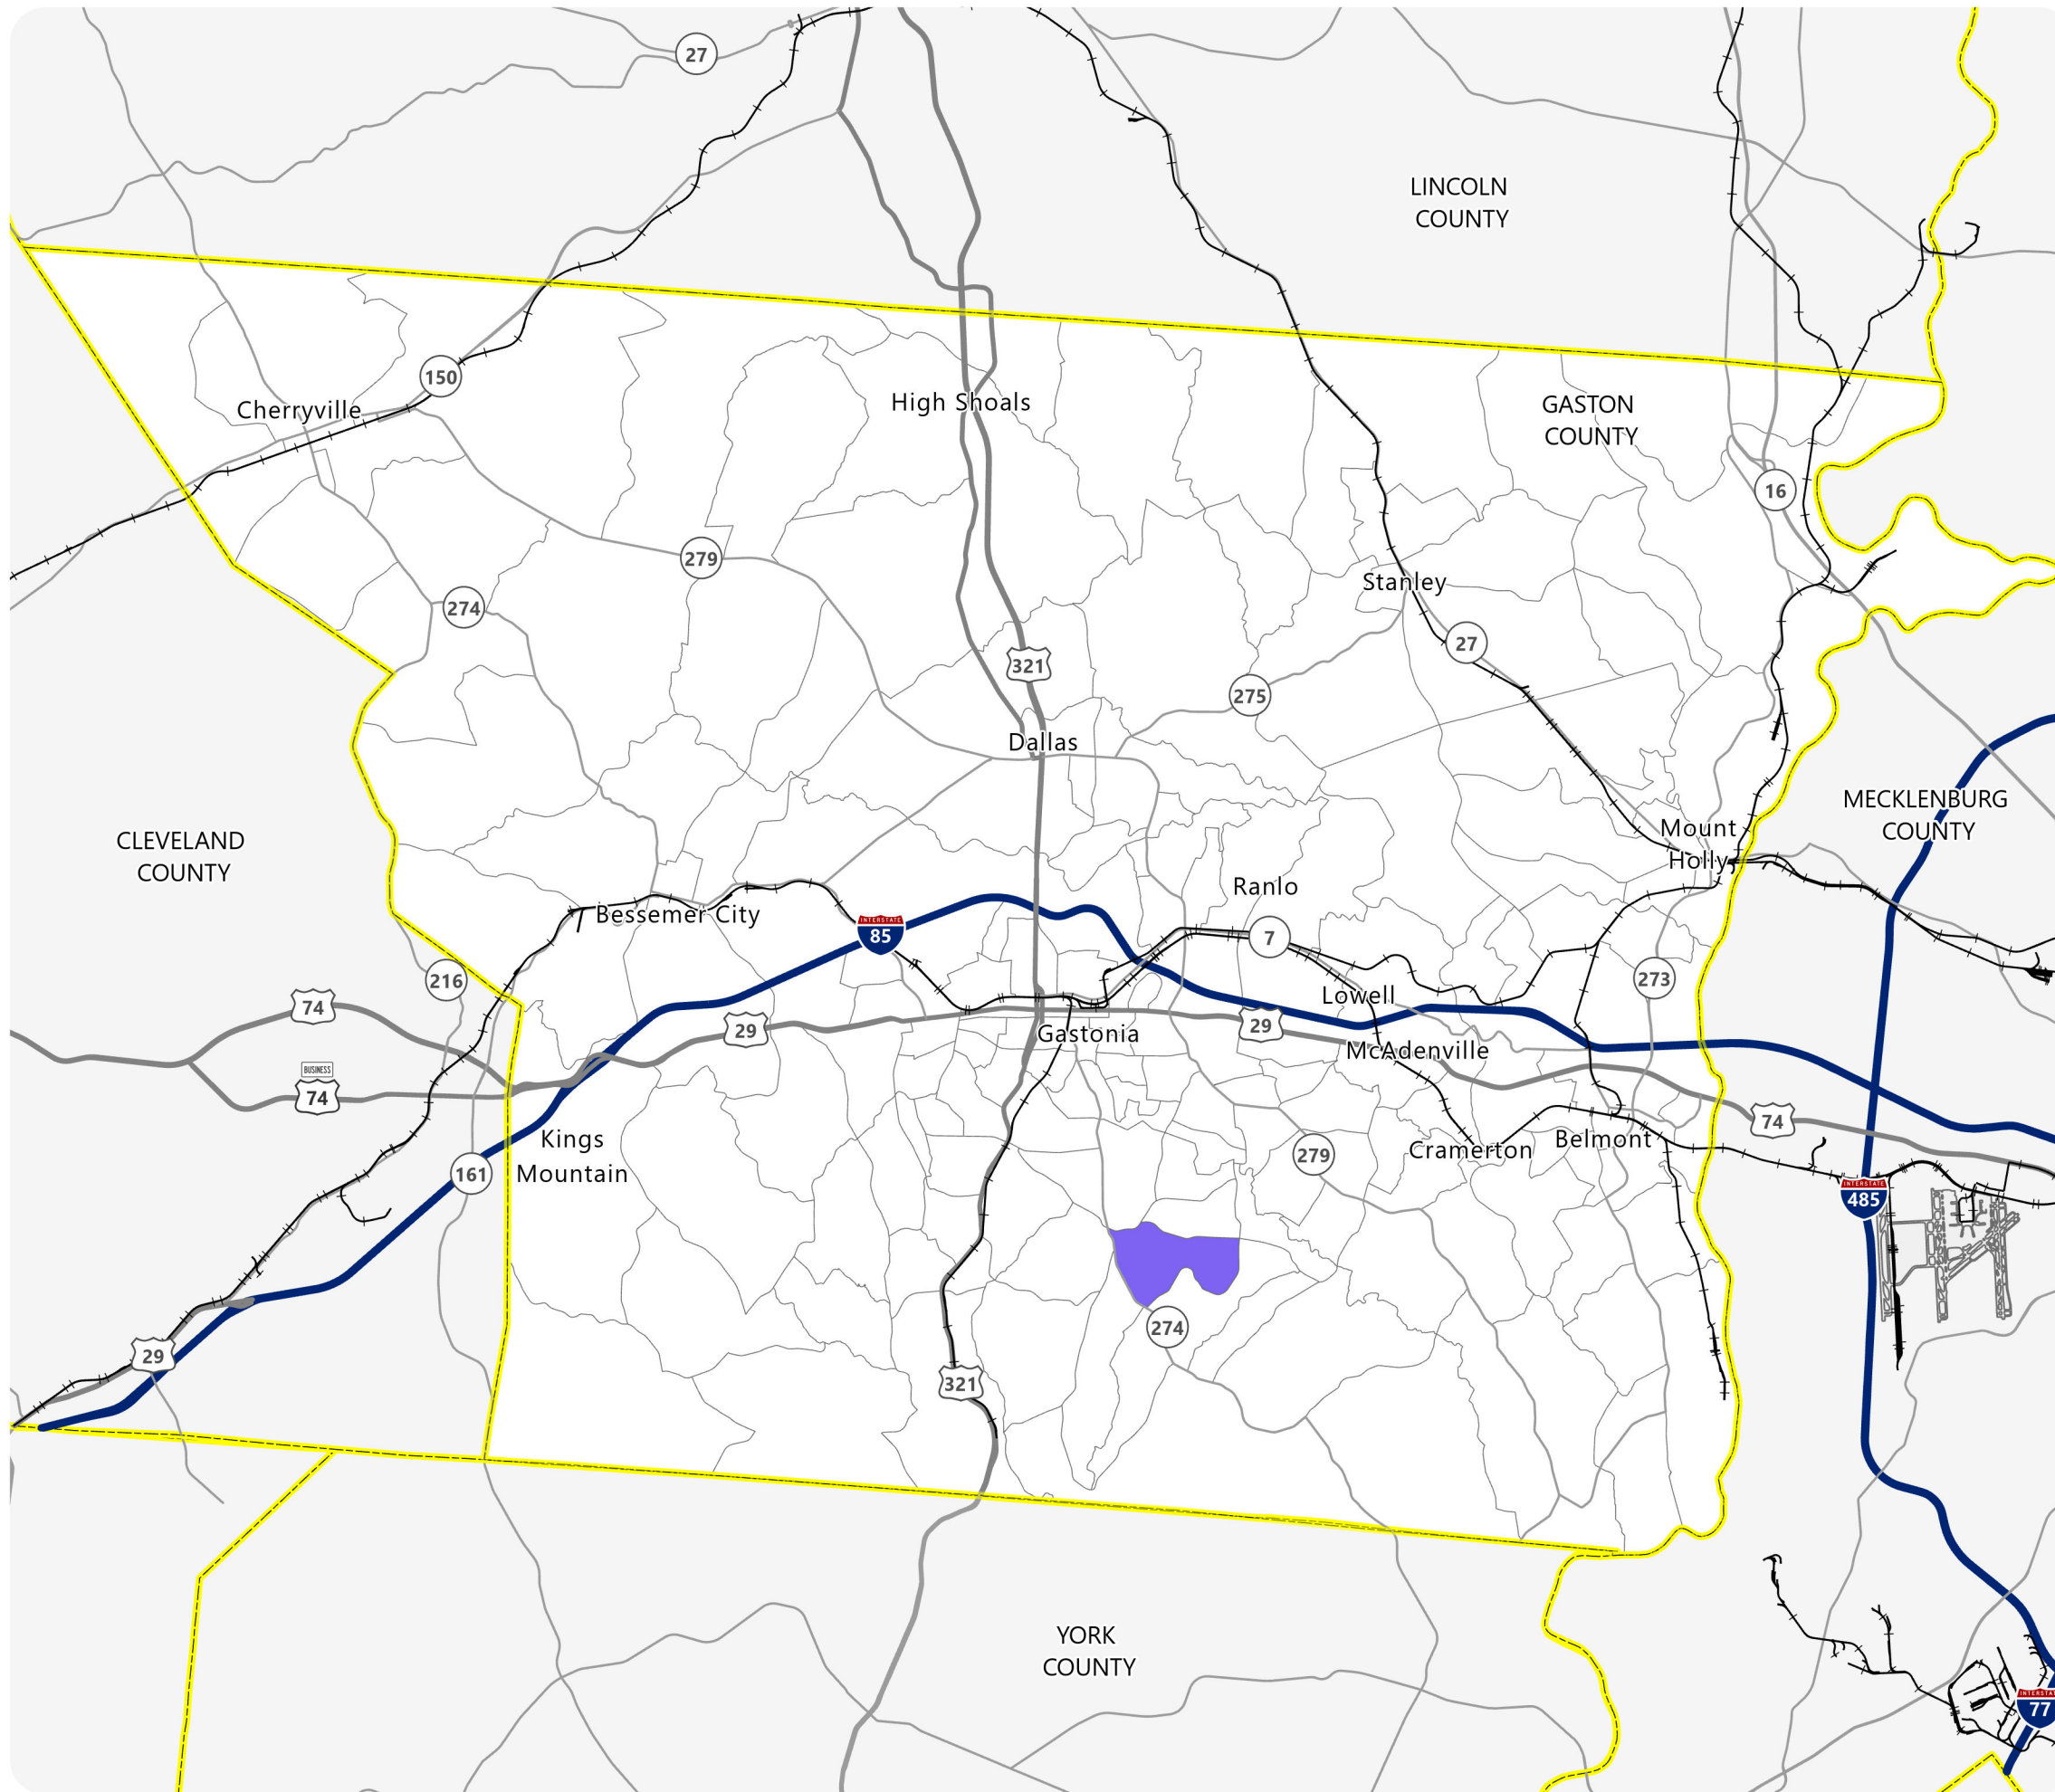 27
LINCOLN
COUNTY
150
Cherryville
High Shoals
GASTON
COUNTY
16
279
Stanley
274
27
321
275
Dallas
MECKLENBURG
COUNTY
Mount
Holly
CLEVELAND
COUNTY
Ranlo
Bessemer City
INTERSTATE
85
7
216
273
Lowell
74
29
29
Gastonia
McAdenville
BUSINESS
74
74
Kings
Mountain
Belmont
Cramerton
279
161
INTERSTATE
485
274
29
321
YORK
COUNTY
INTERSTATE
77